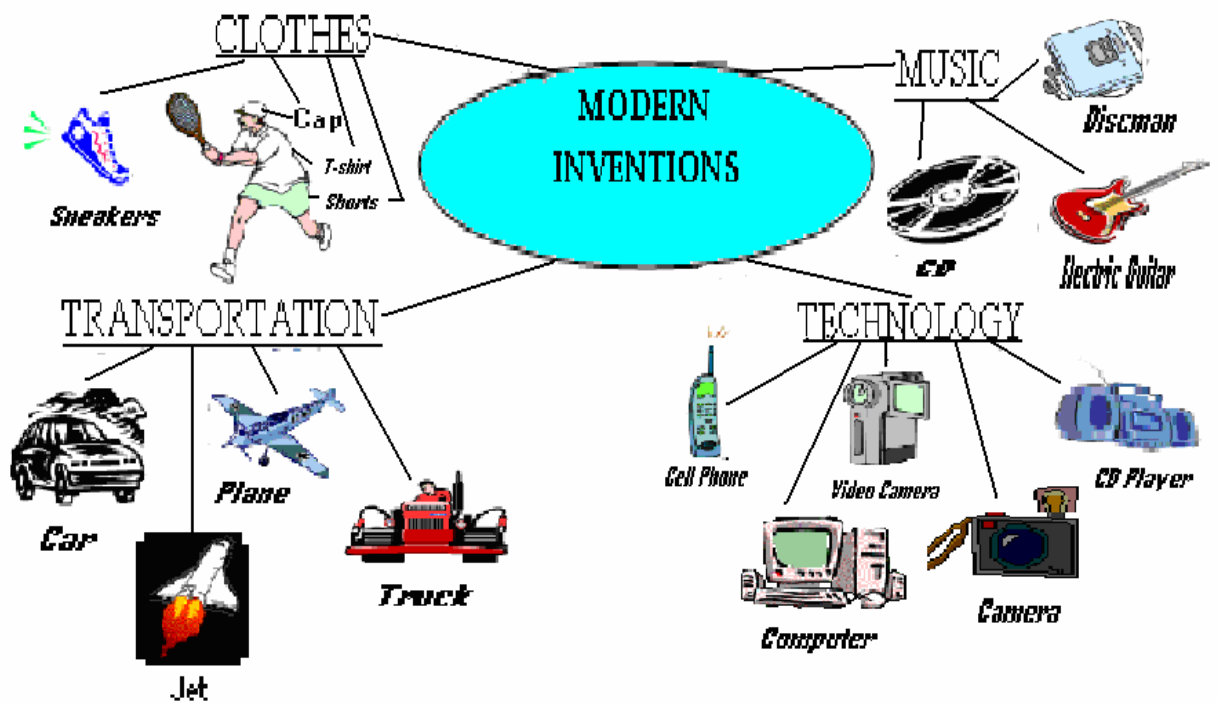 CLOTHES
MODERN
INVENTIONS
MUSIC
Cap
T-shirt
Shorts
Sneakers
Discman
CD
Electric Guitar
TRANSPORTATION
TECHNOLOGY
Car
Plane
Truck
Jet
Cell Phone
Video Camera
CD Player
Computer
Camera